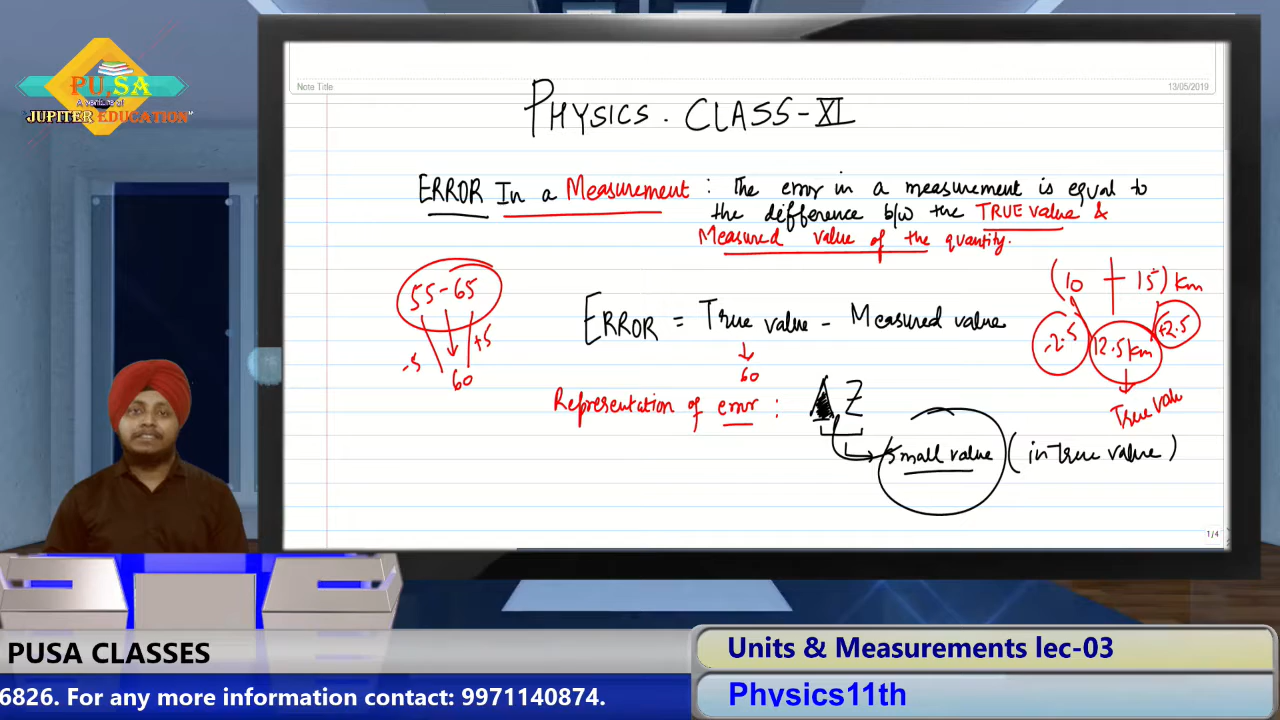 PU,SA
A venture of
"JUPITER EDUCATION"
Note Title
13/05/2019
PHYSICS. CLASS-XI
ERROR In a Measurement : The error in a measurement is equal to
the difference b/w the TRUE value &
Measured value of the quantity.
55-65
-5
+5
60
ERROR = True value - Measured value
60
(10 + 15) km
-2.5
12.5 km
+2.5
True valu
Representation of error : Δ Z
Small value (in True value)
1/4
PUSA CLASSES
Units & Measurements lec-03
6826. For any more information contact: 9971140874.
Physics11th